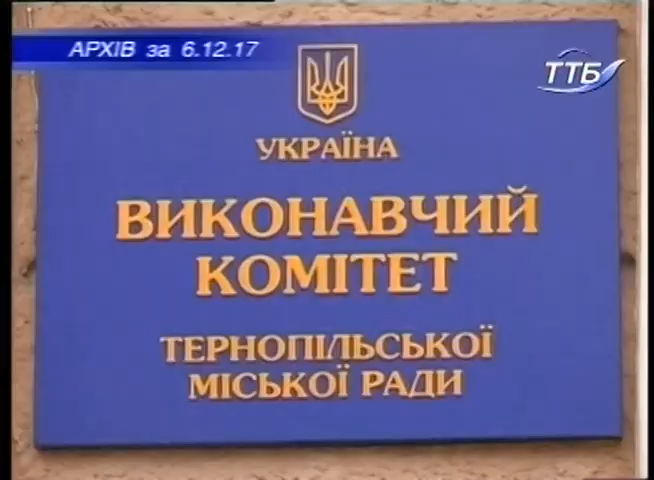 АРХІВ за 6.12.17
ТТБ
УКРАЇНА
ВИКОНАВЧИЙ
КОМІТЕТ
ТЕРНОПІЛЬСЬКОЇ
МІСЬКОЇ РАДИ